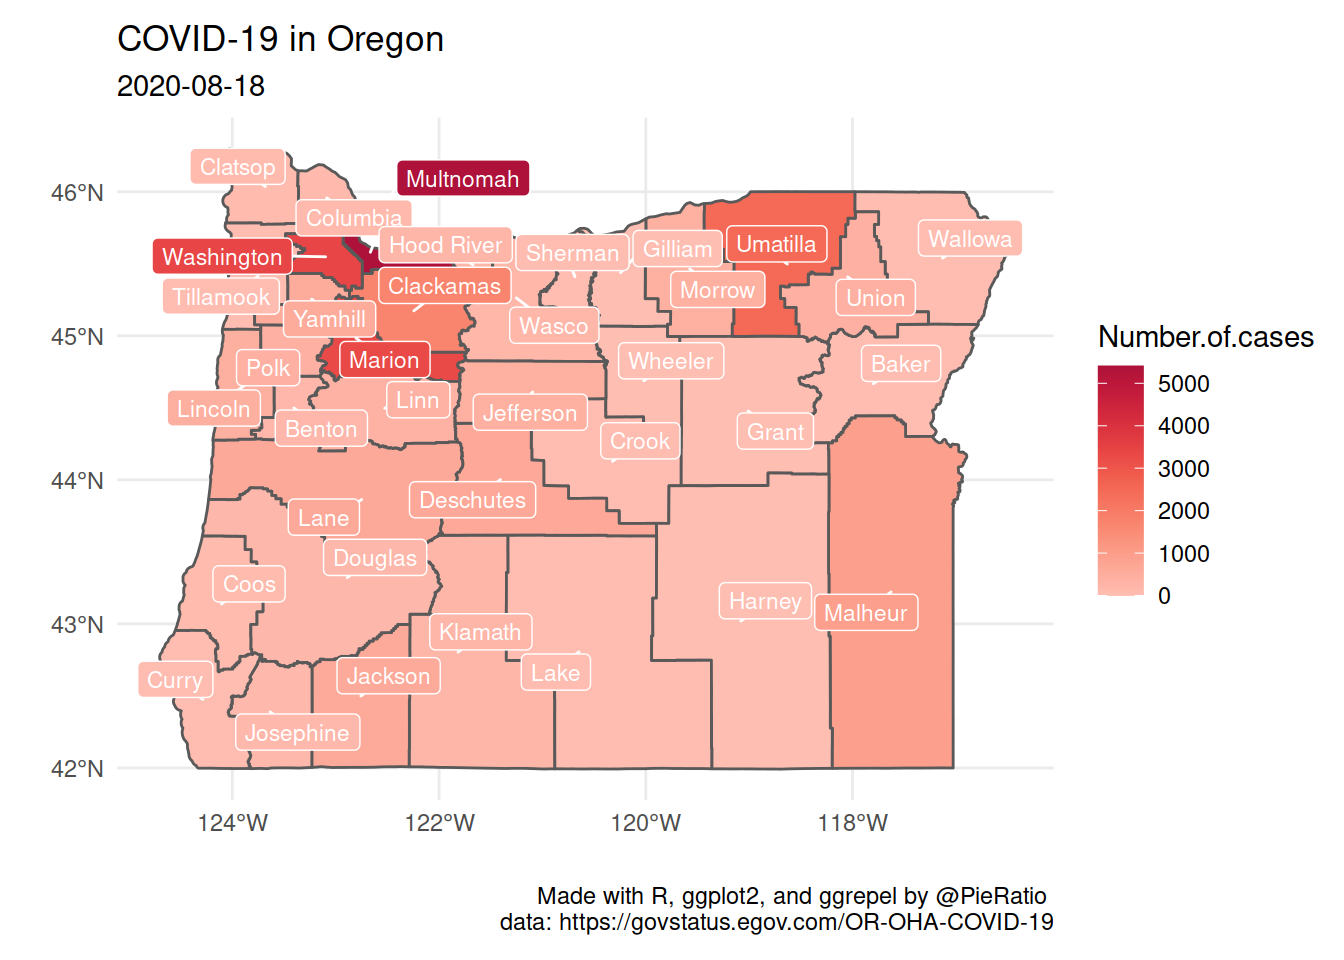 COVID-19 in Oregon
2020-08-18
46°N
45°N
44°N
43°N
42°N
Clatsop
Multnomah
Columbia
Washington
Hood River
Sherman
Gilliam
Umatilla
Wallowa
Tillamook
Clackamas
Morrow
Union
Yamhill
Wasco
Polk
Marion
Wheeler
Baker
Lincoln
Linn
Benton
Jefferson
Crook
Grant
Lane
Deschutes
Douglas
Coos
Harney
Malheur
Klamath
Curry
Jackson
Lake
Josephine
124°W
122°W
120°W
118°W
Number.of.cases
5000
4000
3000
2000
1000
0
Made with R, ggplot2, and ggrepel by @PieRatio
data: https://govstatus.egov.com/OR-OHA-COVID-19